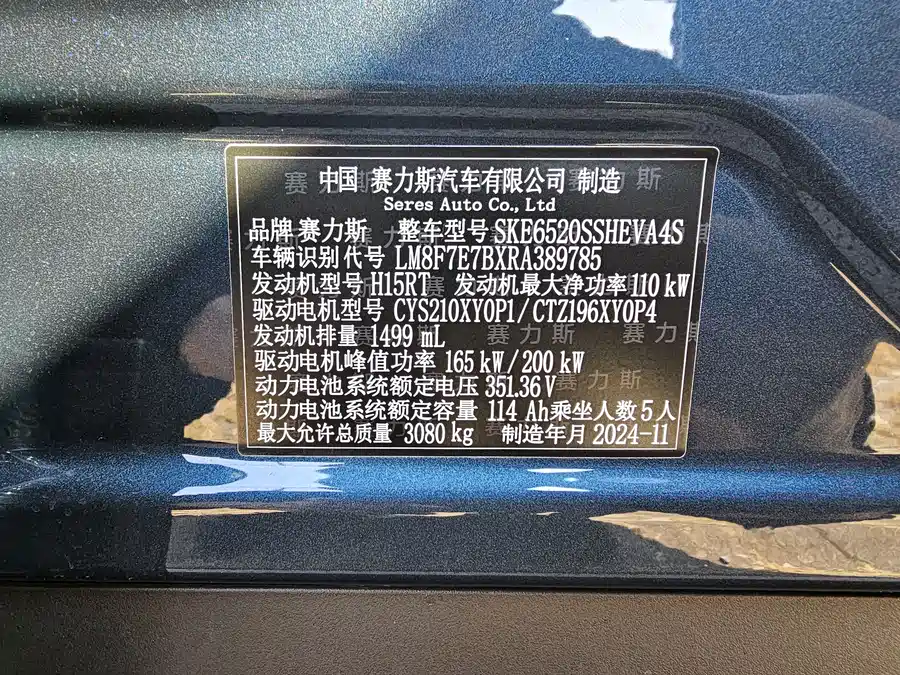 中国 赛力斯汽车有限公司 制造
Seres Auto Co., Ltd
品牌 赛力斯 整车型号 SKE6520SSHEVA4S
车辆识别代号 LM8F7E7BXRA389785
发动机型号 H15RT 发动机最大净功率 110 kW
驱动电机型号 CYS210XY0P1/CTZ196XY0P4
发动机排量 1499 mL
驱动电机峰值功率 165 kW/200 kW
动力电池系统额定电压 351.36 V
动力电池系统额定容量 114 Ah 乘坐人数 5 人
最大允许总质量 3080 kg 制造年月 2024-11